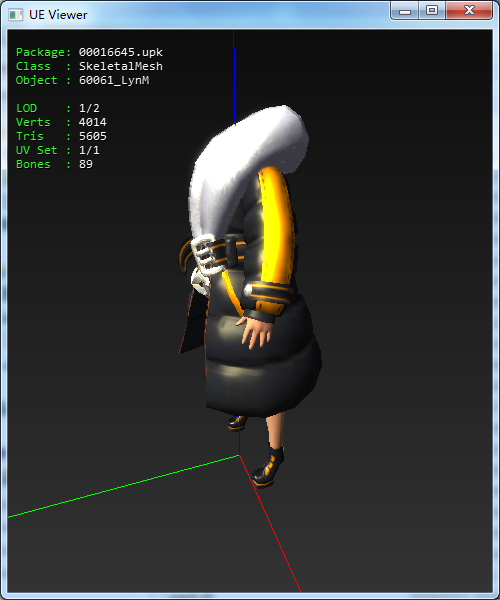 UE Viewer
Package: 00016645.upk
Class  : SkeletalMesh
Object : 60061_LynM
LOD    : 1/2
Verts  : 4014
Tris   : 5605
UV Set : 1/1
Bones  : 89